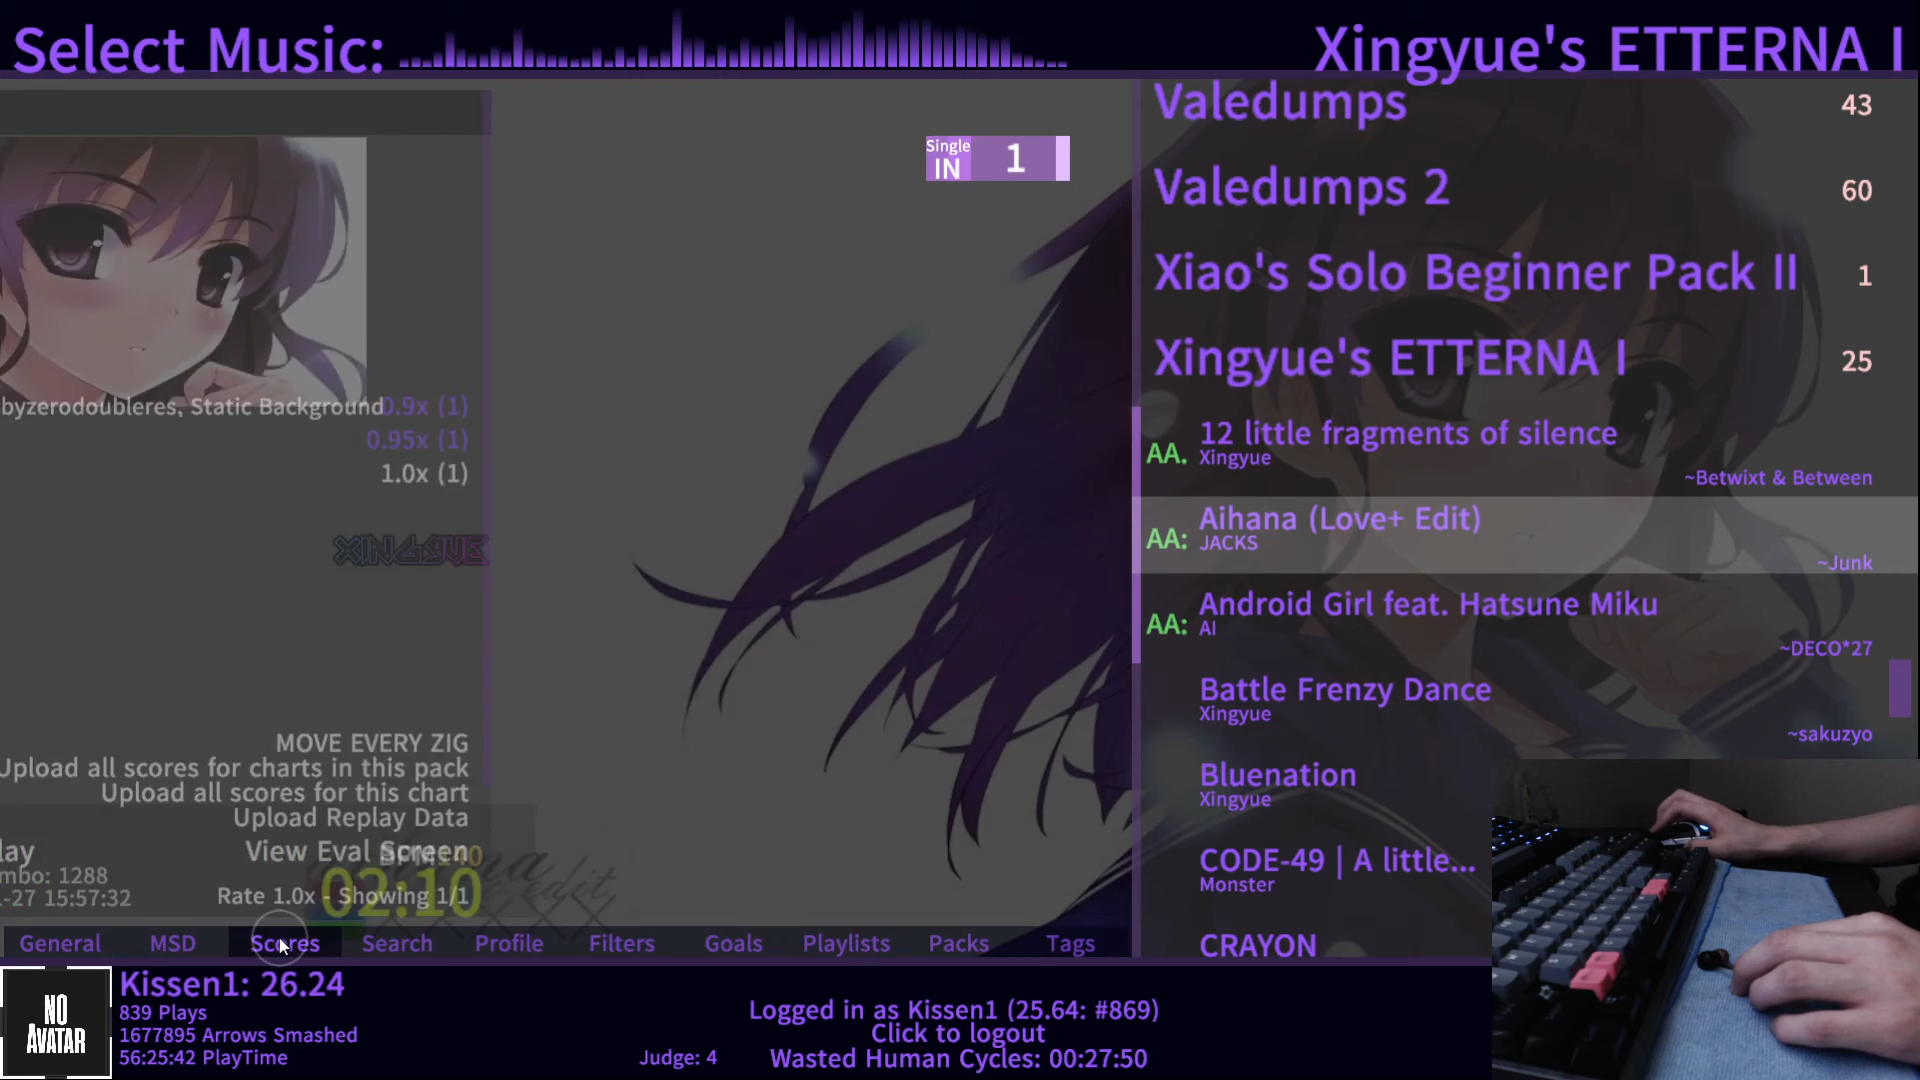 Select Music:
Xingyue's ETTERNA I
Single
IN
1
Valedumps
43
Valedumps 2
60
Xiao's Solo Beginner Pack II
1
Xingyue's ETTERNA I
25
AA.
12 little fragments of silence
Xingyue
~Betwixt & Between
AA:
Aihana (Love+ Edit)
JACKS
~Junk
AA:
Android Girl feat. Hatsune Miku
AI
~DECO*27
Battle Frenzy Dance
Xingyue
~sakuzyo
Bluenation
Xingyue
CODE-49 | A little...
Monster
CRAYON
byzerodoubleres, Static Background
0.9x (1)
0.95x (1)
1.0x (1)
XINGYUE
MOVE EVERY ZIG
Upload all scores for charts in this pack
Upload all scores for this chart
Upload Replay Data
lay
View Eval Screen
BPM 140
mbo: 1288
-27 15:57:32
Rate 1.0x - Showing 1/1
02:10
edit
General
MSD
Scores
Search
Profile
Filters
Goals
Playlists
Packs
Tags
NO
AVATAR
Kissen1: 26.24
839 Plays
1677895 Arrows Smashed
56:25:42 PlayTime
Judge: 4
Logged in as Kissen1 (25.64: #869)
Click to logout
Wasted Human Cycles: 00:27:50